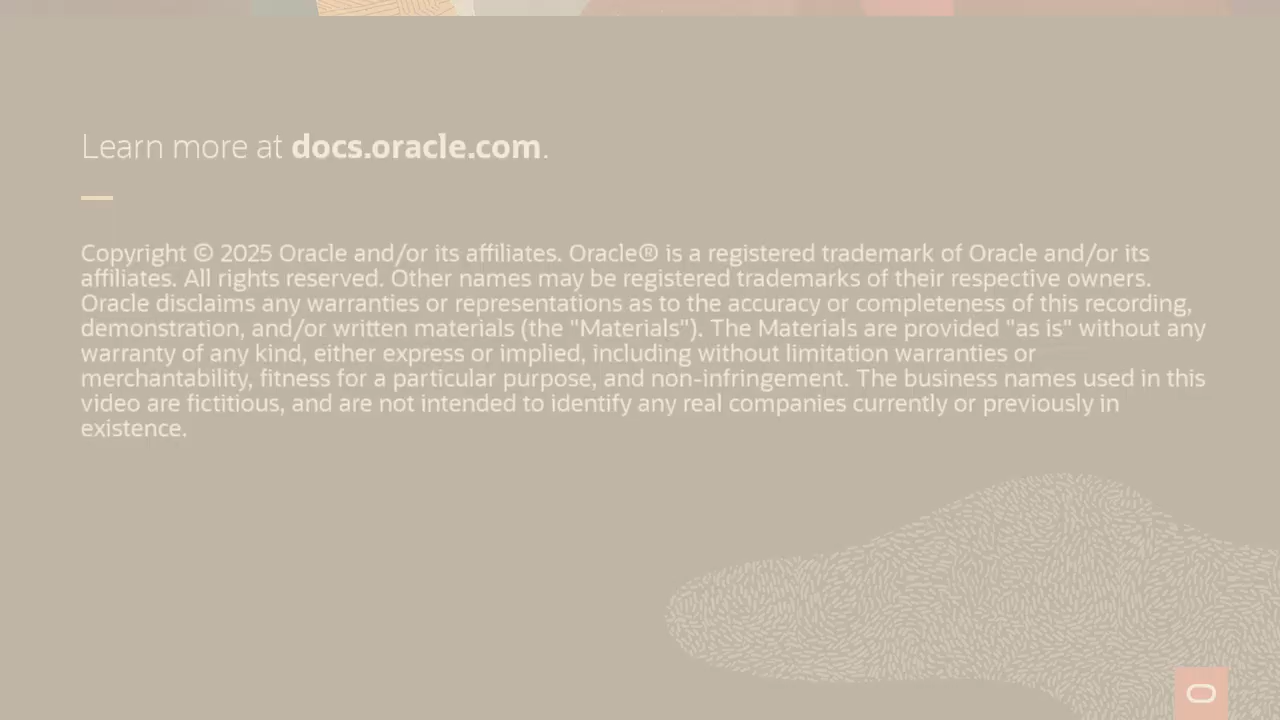 Learn more at docs.oracle.com.
Copyright © 2025 Oracle and/or its affiliates. Oracle® is a registered trademark of Oracle and/or its
affiliates. All rights reserved. Other names may be registered trademarks of their respective owners.
Oracle disclaims any warranties or representations as to the accuracy or completeness of this recording,
demonstration, and/or written materials (the "Materials"). The Materials are provided "as is" without any
warranty of any kind, either express or implied, including without limitation warranties or
merchantability, fitness for a particular purpose, and non-infringement. The business names used in this
video are fictitious, and are not intended to identify any real companies currently or previously in
existence.